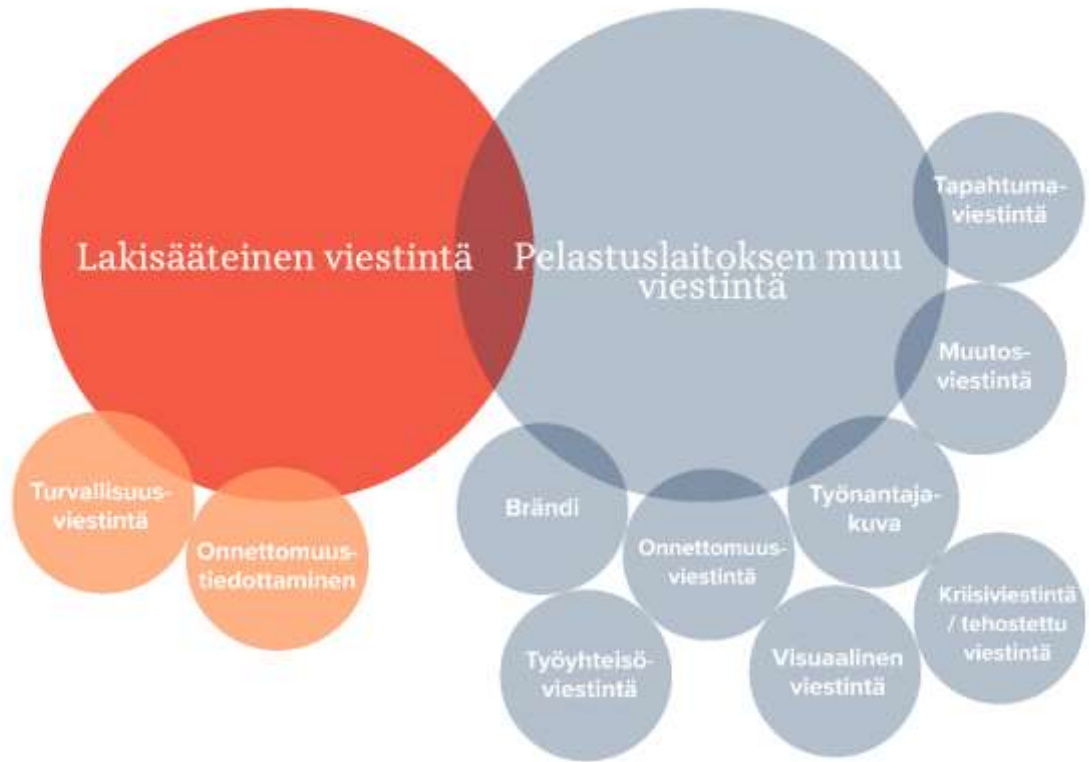 Lakisääteinen viestintä
Pelastuslaitoksen muu
viestintä
Tapahtuma-
viestintä
Muutos-
viestintä
Turvallisuus-
viestintä
Onnettomuus-
tiedottaminen
Brändi
Onnettomuus-
viestintä
Työnantaja-
kuva
Työyhteisö-
viestintä
Visuaalinen
viestintä
Kriisiviestintä
/ tehostettu
viestintä